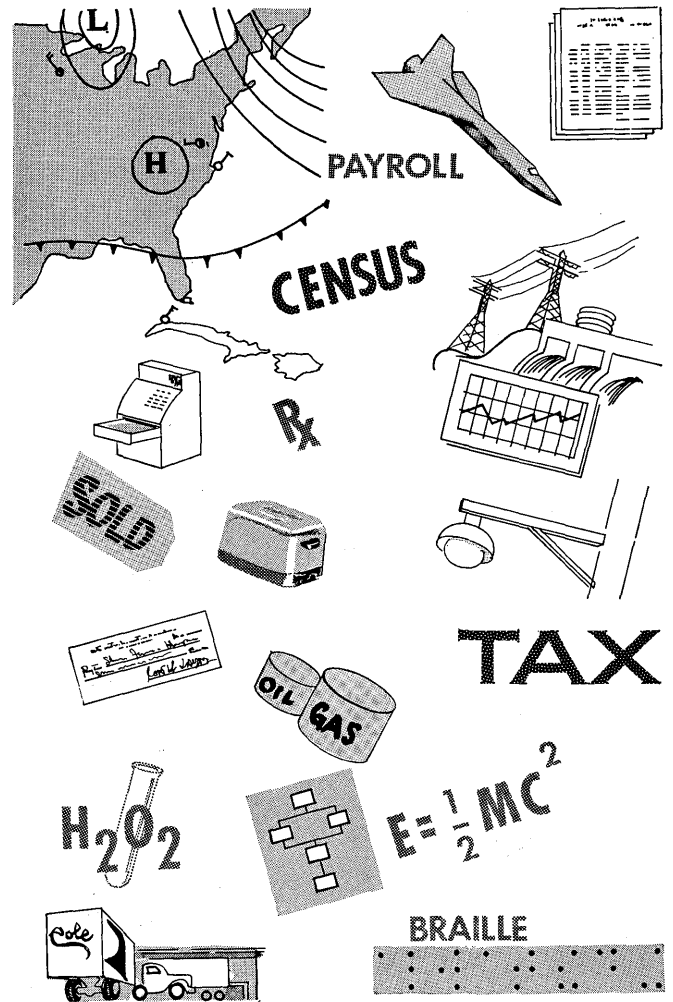 L
H
PAYROLL
CENSUS
Rx
SOLD
TAX
OIL
GAS
H2O2
E=1/2MC2
Cole
BRAILLE